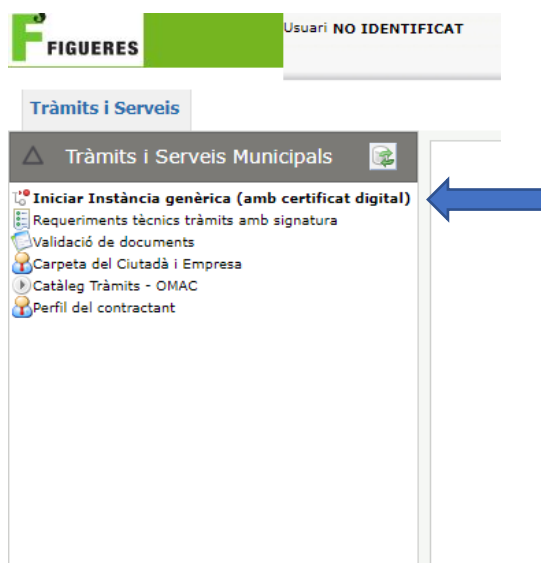 FIGUERES
Usuari NO IDENTIFICAT
Tràmits i Serveis
Tràmits i Serveis Municipals
Iniciar Instància genèrica (amb certificat digital)
Requeriments tècnics tràmits amb signatura
Validació de documents
Carpeta del Ciutadà i Empresa
Catàleg Tràmits - OMAC
Perfil del contractant